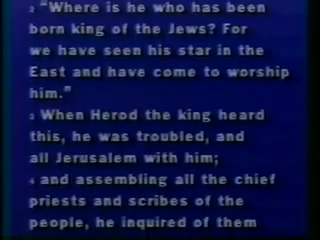 2 “Where is he who has been
born king of the Jews? For
we have seen his star in the
East and have come to worship
him.”
3 When Herod the king heard
this, he was troubled, and
all Jerusalem with him;
4 and assembling all the chief
priests and scribes of the
people, he inquired of them